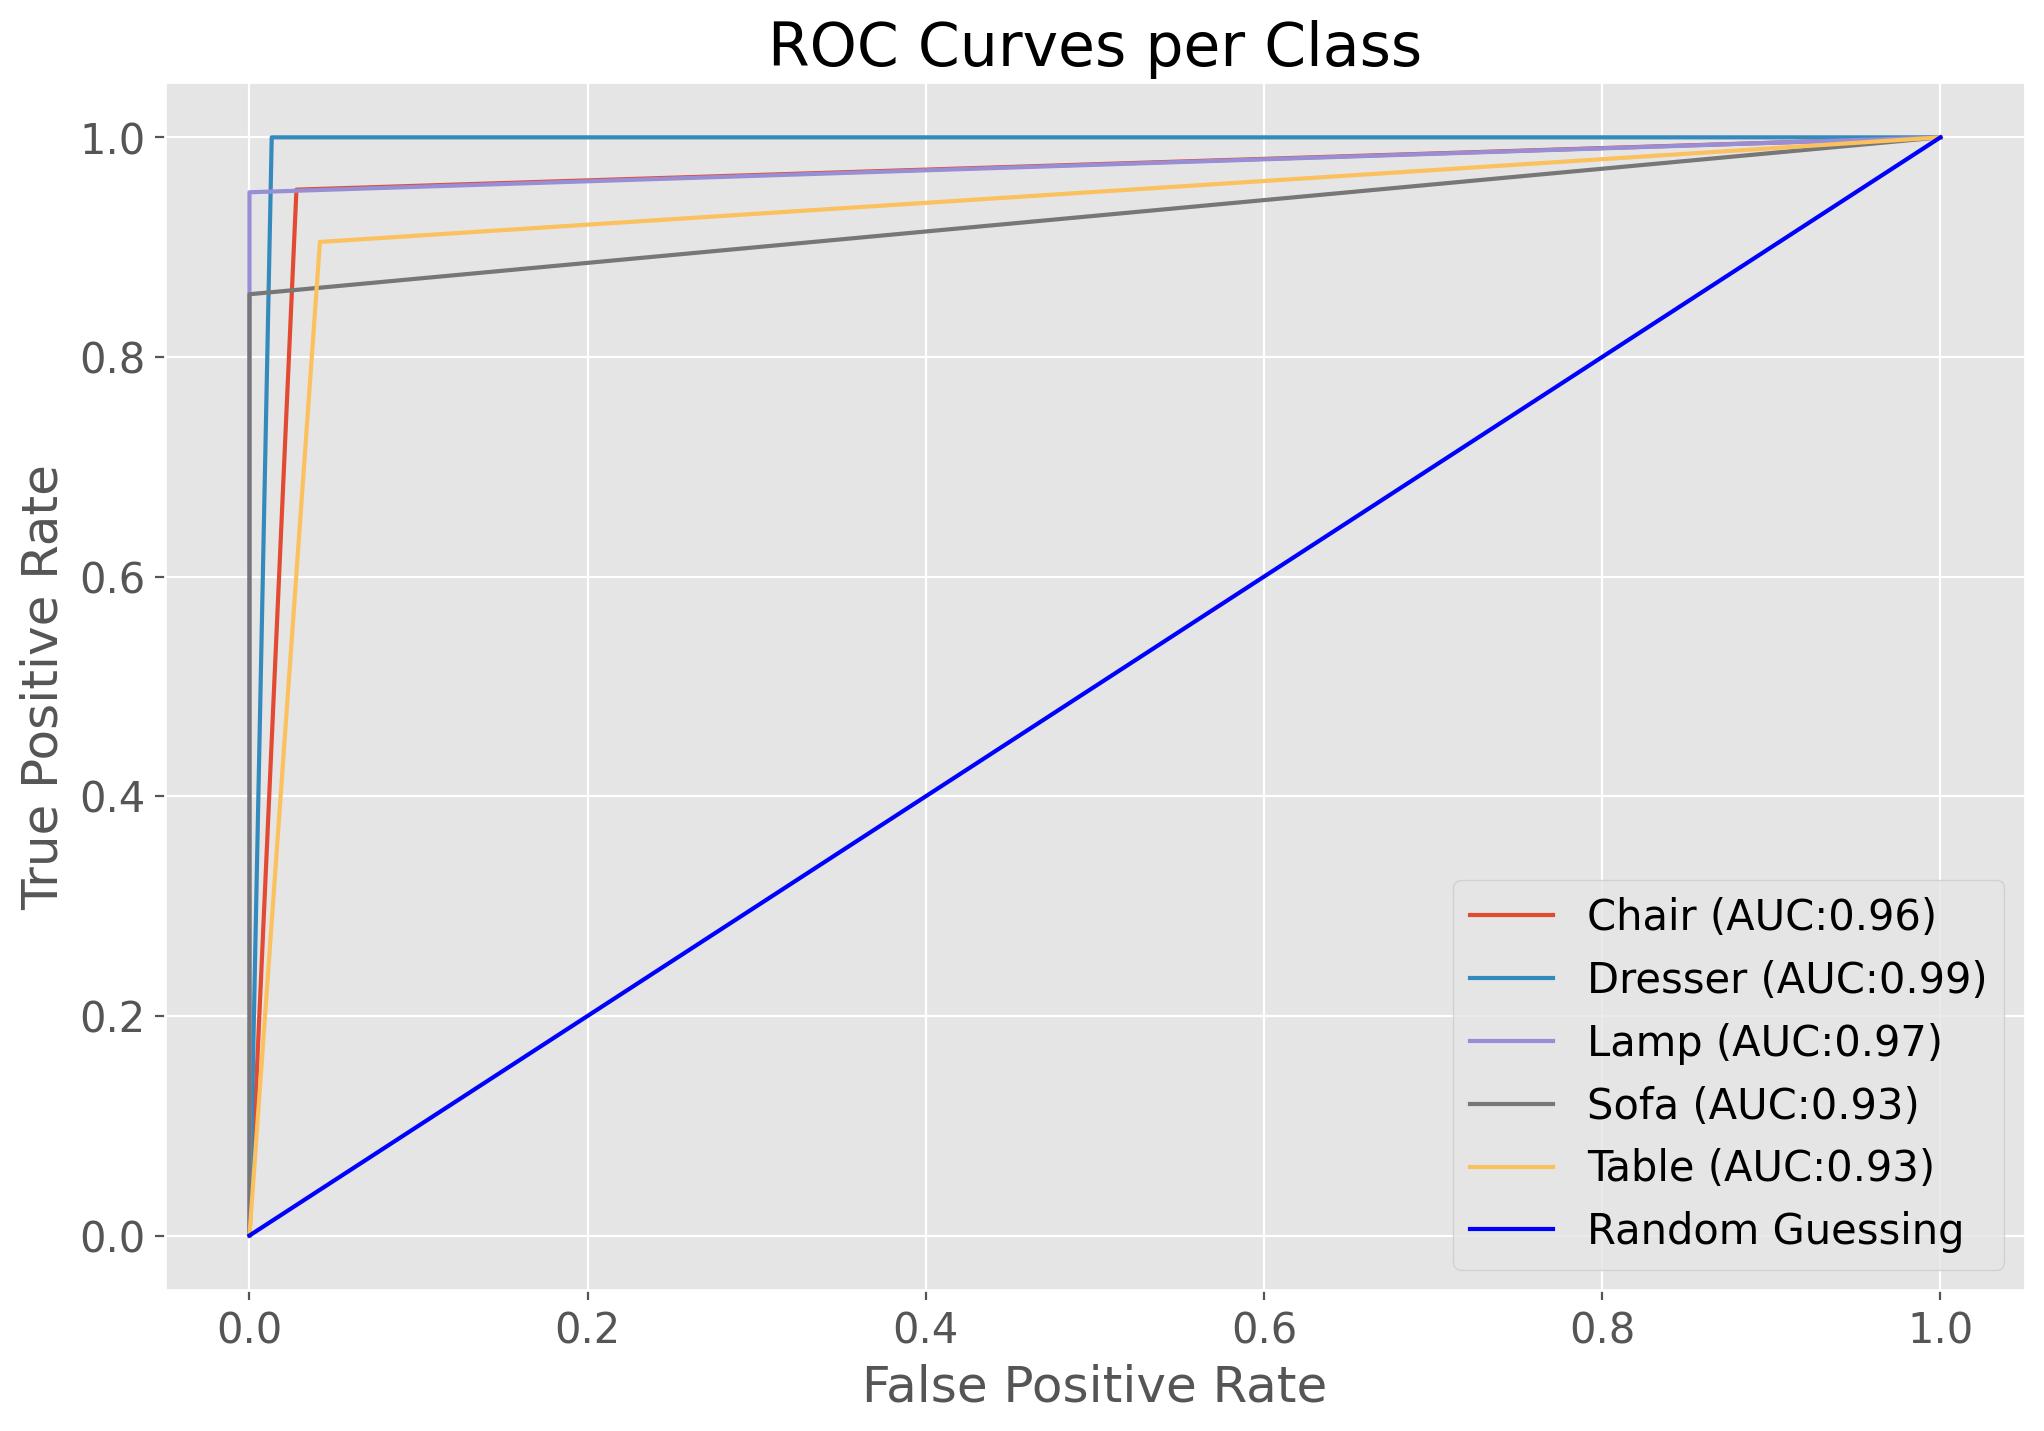 ROC Curves per Class
True Positive Rate
1.0
0.8
0.6
0.4
0.2
0.0
Chair (AUC:0.96)
Dresser (AUC:0.99)
Lamp (AUC:0.97)
Sofa (AUC:0.93)
Table (AUC:0.93)
Random Guessing
0.0 0.2 0.4 0.6 0.8 1.0
False Positive Rate